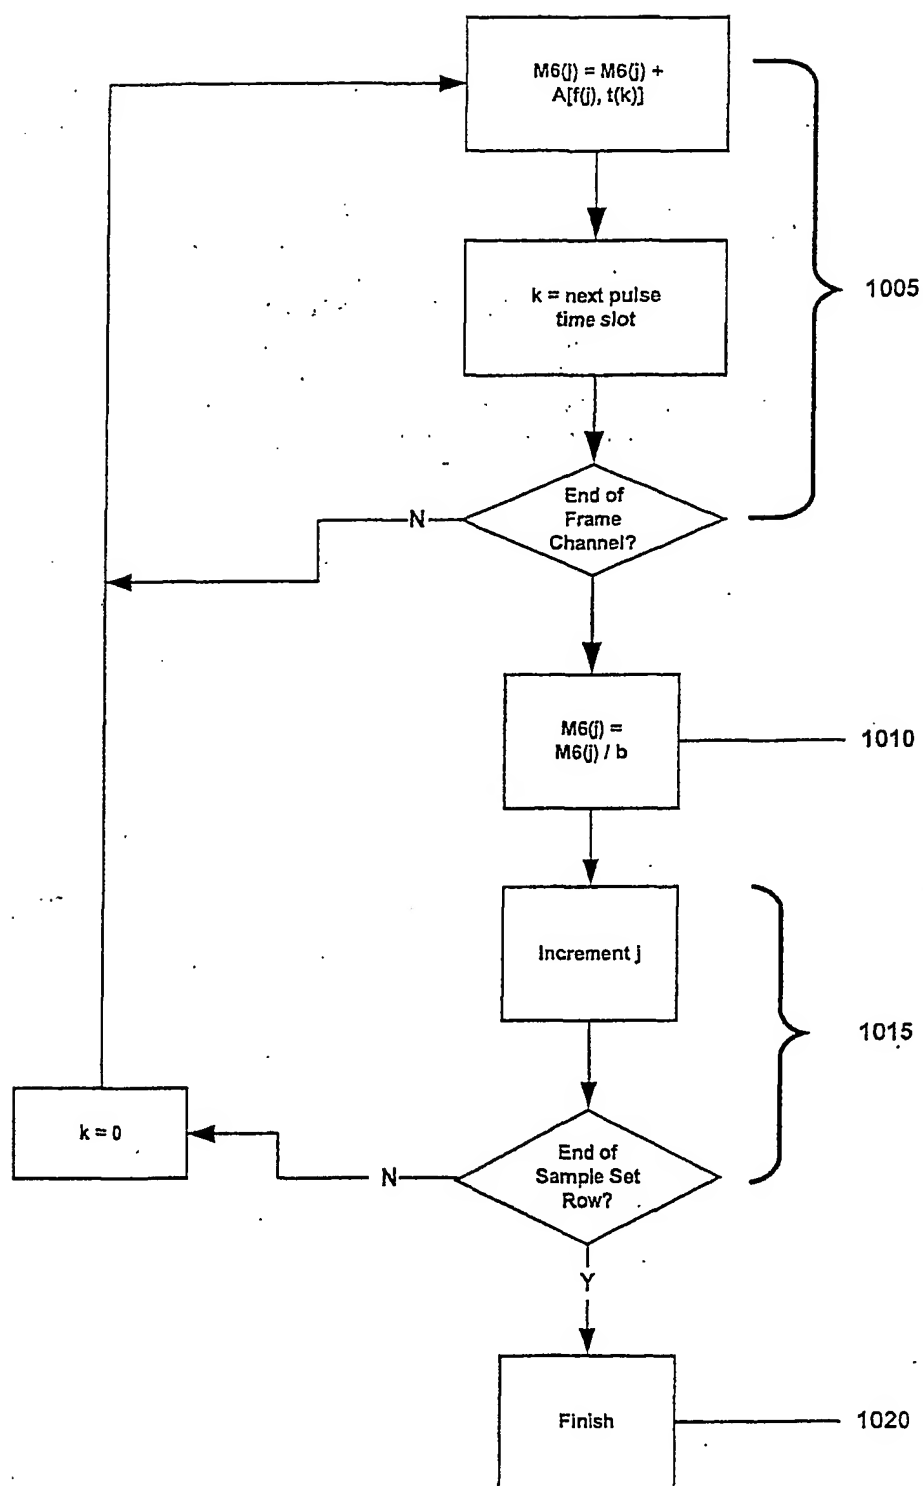 M6(j) = M6(j) +
A[f(j), t(k)]
k = next pulse
time slot
1005
End of
Frame
Channel?
N
M6(j) =
M6(j) / b
1010
Increment j
1015
k = 0
N
End of
Sample Set
Row?
Y
Finish
1020